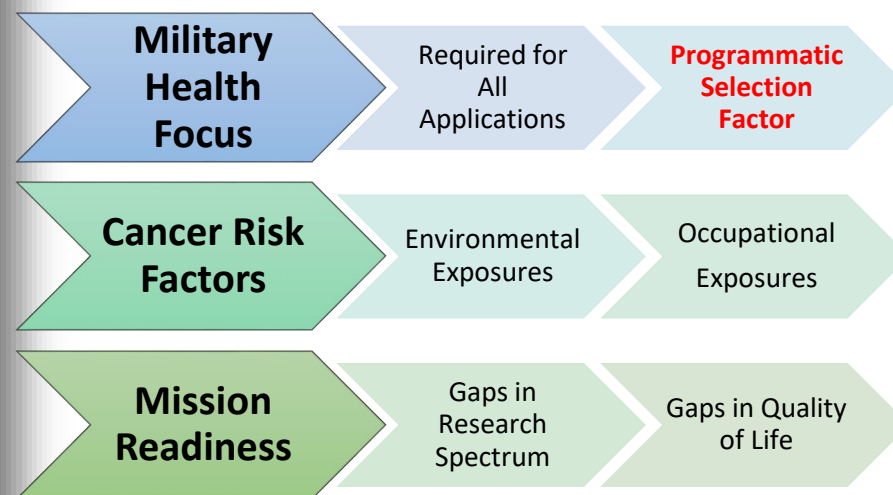 Military
Health
Focus
Required for
All
Applications
Programmatic
Selection
Factor
Cancer Risk
Factors
Environmental
Exposures
Occupational
Exposures
Mission
Readiness
Gaps in
Research
Spectrum
Gaps in Quality
of Life